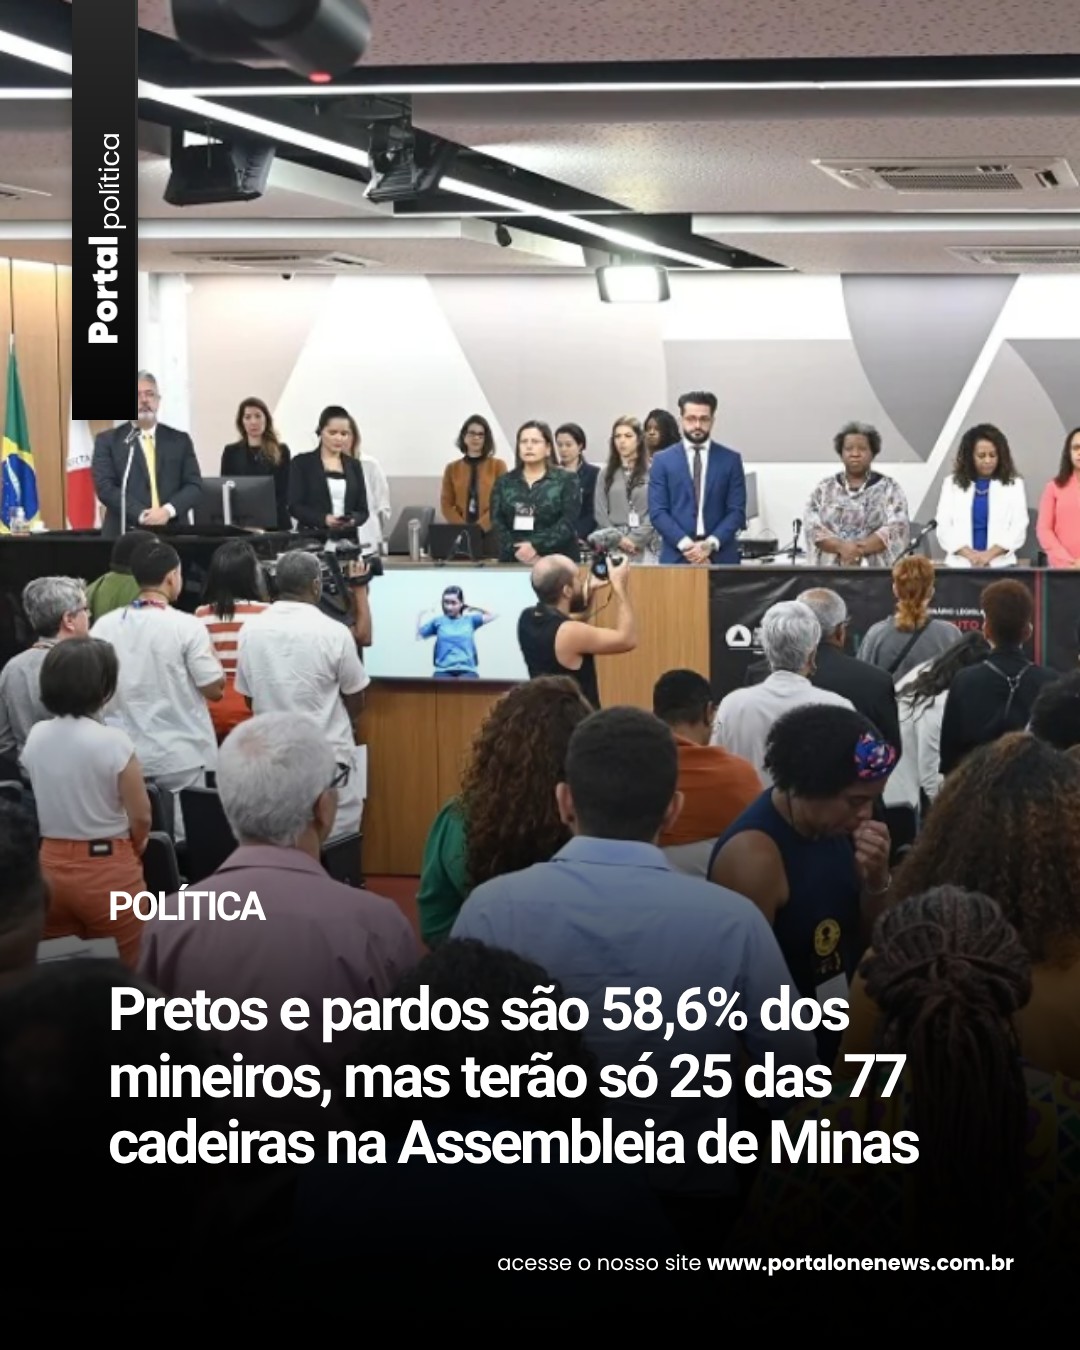 Portal política
POLÍTICA
Pretos e pardos são 58,6% dos
mineiros, mas terão só 25 das 77
cadeiras na Assembleia de Minas
acesse o nosso site www.portalonenews.com.br